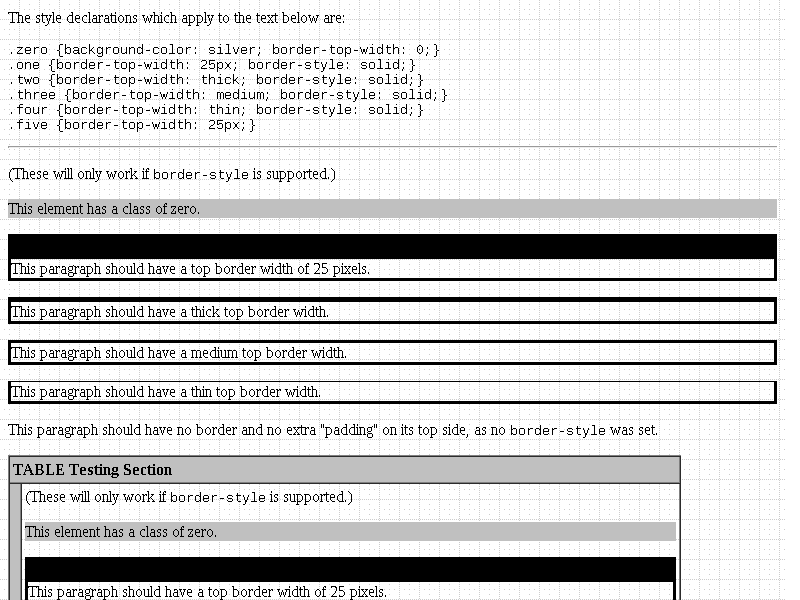 The style declarations which apply to the text below are:
.zero {background-color: silver; border-top-width: 0;}
.one {border-top-width: 25px; border-style: solid;}
.two {border-top-width: thick; border-style: solid;}
.three {border-top-width: medium; border-style: solid;}
.four {border-top-width: thin; border-style: solid;}
.five {border-top-width: 25px;}
(These will only work if border-style is supported.)
This element has a class of zero.
This paragraph should have a top border width of 25 pixels.
This paragraph should have a thick top border width.
This paragraph should have a medium top border width.
This paragraph should have a thin top border width.
This paragraph should have no border and no extra "padding" on its top side, as no border-style was set.
TABLE Testing Section
(These will only work if border-style is supported.)
This element has a class of zero.
This paragraph should have a top border width of 25 pixels.